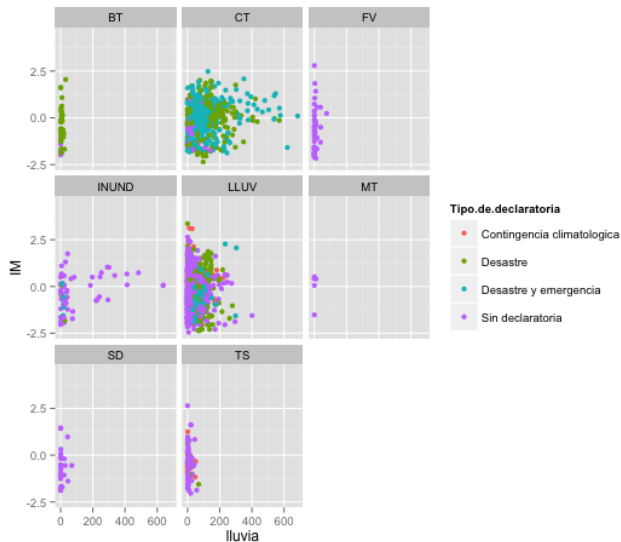 BT
CT
FV
2.5
0.0
-2.5
INUND
LLUV
MT
2.5
0.0
-2.5
SD
TS
2.5
0.0
-2.5
0 200 400 600
0 200 400 600
IM
lluvia
Tipo.de.declaratoria
Contingencia climatologica
Desastre
Desastre y emergencia
Sin declaratoria